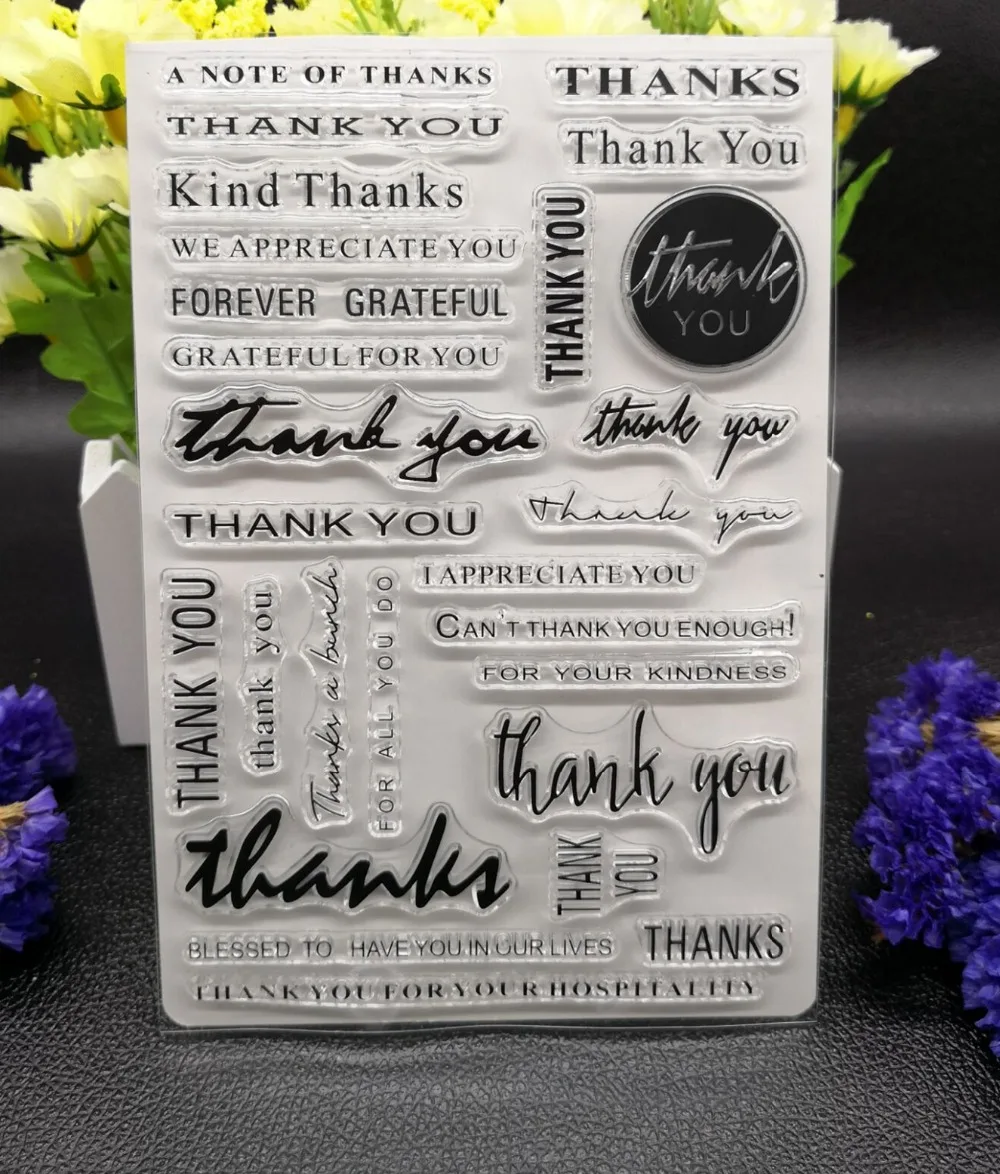 A NOTE OF THANKS
THANKS
THANK YOU
Thank You
Kind Thanks
WE APPRECIATE YOU
THANK YOU
thank
YOU
FOREVER GRATEFUL
GRATEFUL FOR YOU
thank you
thank you
THANK YOU
thank you
I APPRECIATE YOU
THANK YOU
thank you
Thanks a bunch
FOR ALL YOU DO
CAN'T THANK YOU ENOUGH!
FOR YOUR KINDNESS
thank you
thanks
THANK
YOU
BLESSED TO HAVE YOU IN OUR LIVES
THANKS
THANK YOU FOR YOUR HOSPITALITY